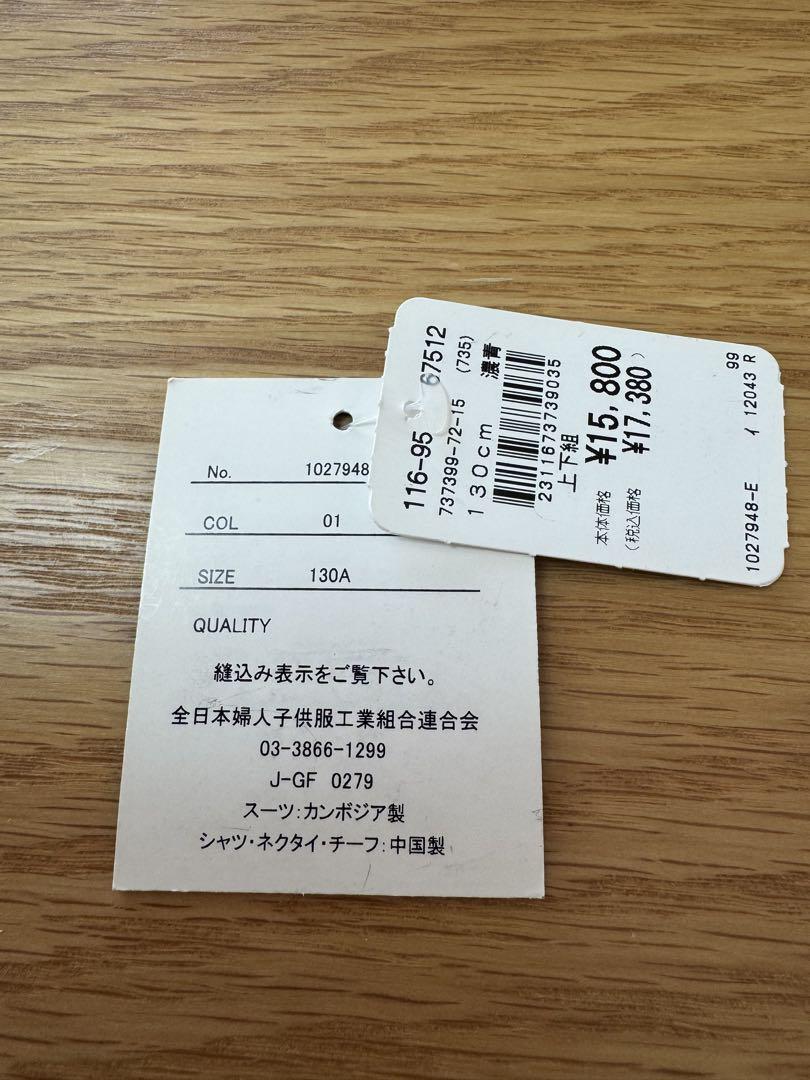 No. 1027948
COL 01
SIZE 130A
QUALITY
縫込み表示をご覧下さい。
全日本婦人子供服工業組合連合会
03-3866-1299
J-GF 0279
スーツ:カンボジア製
シャツ・ネクタイ・チーフ:中国製
116-95 67512
737399-72-15 (735)
130cm 濃青
2311673739035
上下組
本体価格 ¥15,800
(税込価格 ¥17,380)
99
1027948-E イ 12043 R